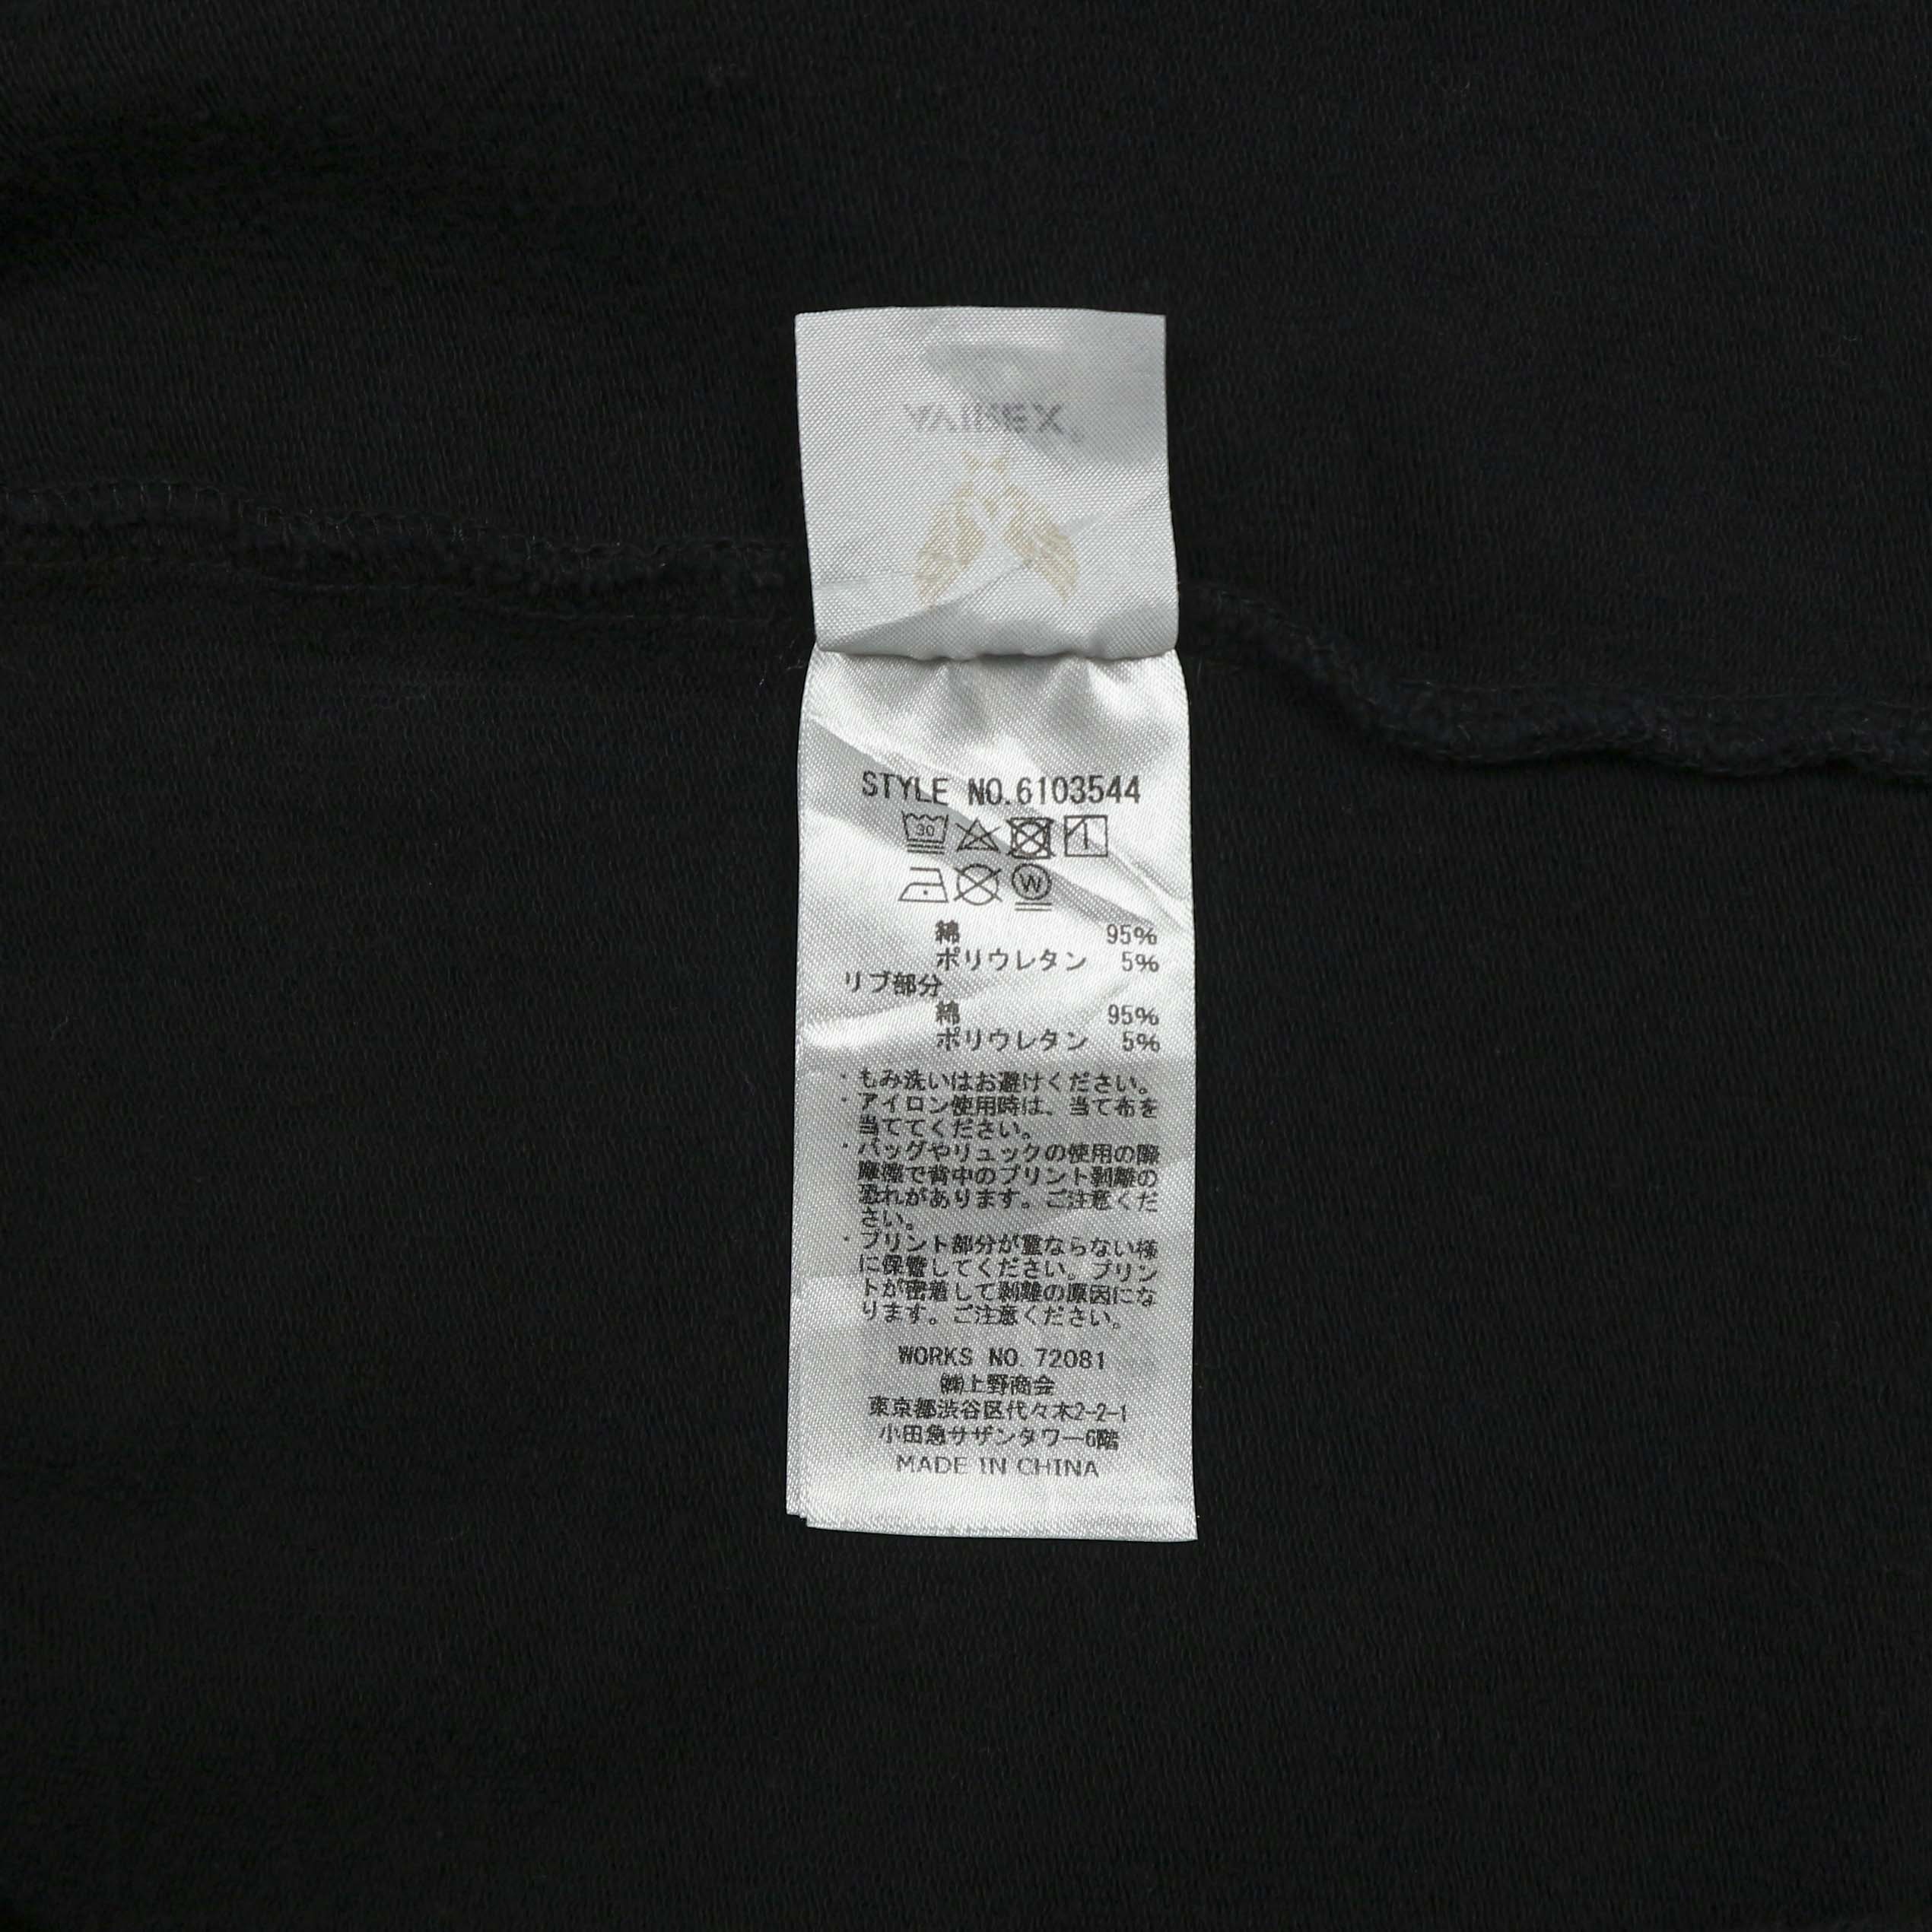 STYLE NO.6103544
30
W
綿 95%
ポリウレタン 5%
リブ部分
綿 95%
ポリウレタン 5%
・もみ洗いはお避けください。
・アイロン使用時は、当て布を
当ててください。
・バッグやリュックの使用の際
摩擦で背中のプリント剥離の
恐れがあります。ご注意くだ
さい。
・プリント部分が重ならない様
に保管してください。プリン
トが密着して剥離の原因にな
ります。ご注意ください。
WORKS NO. 72081
㈱上野商会
東京都渋谷区代々木2-2-1
小田急サザンタワー6階
MADE IN CHINA